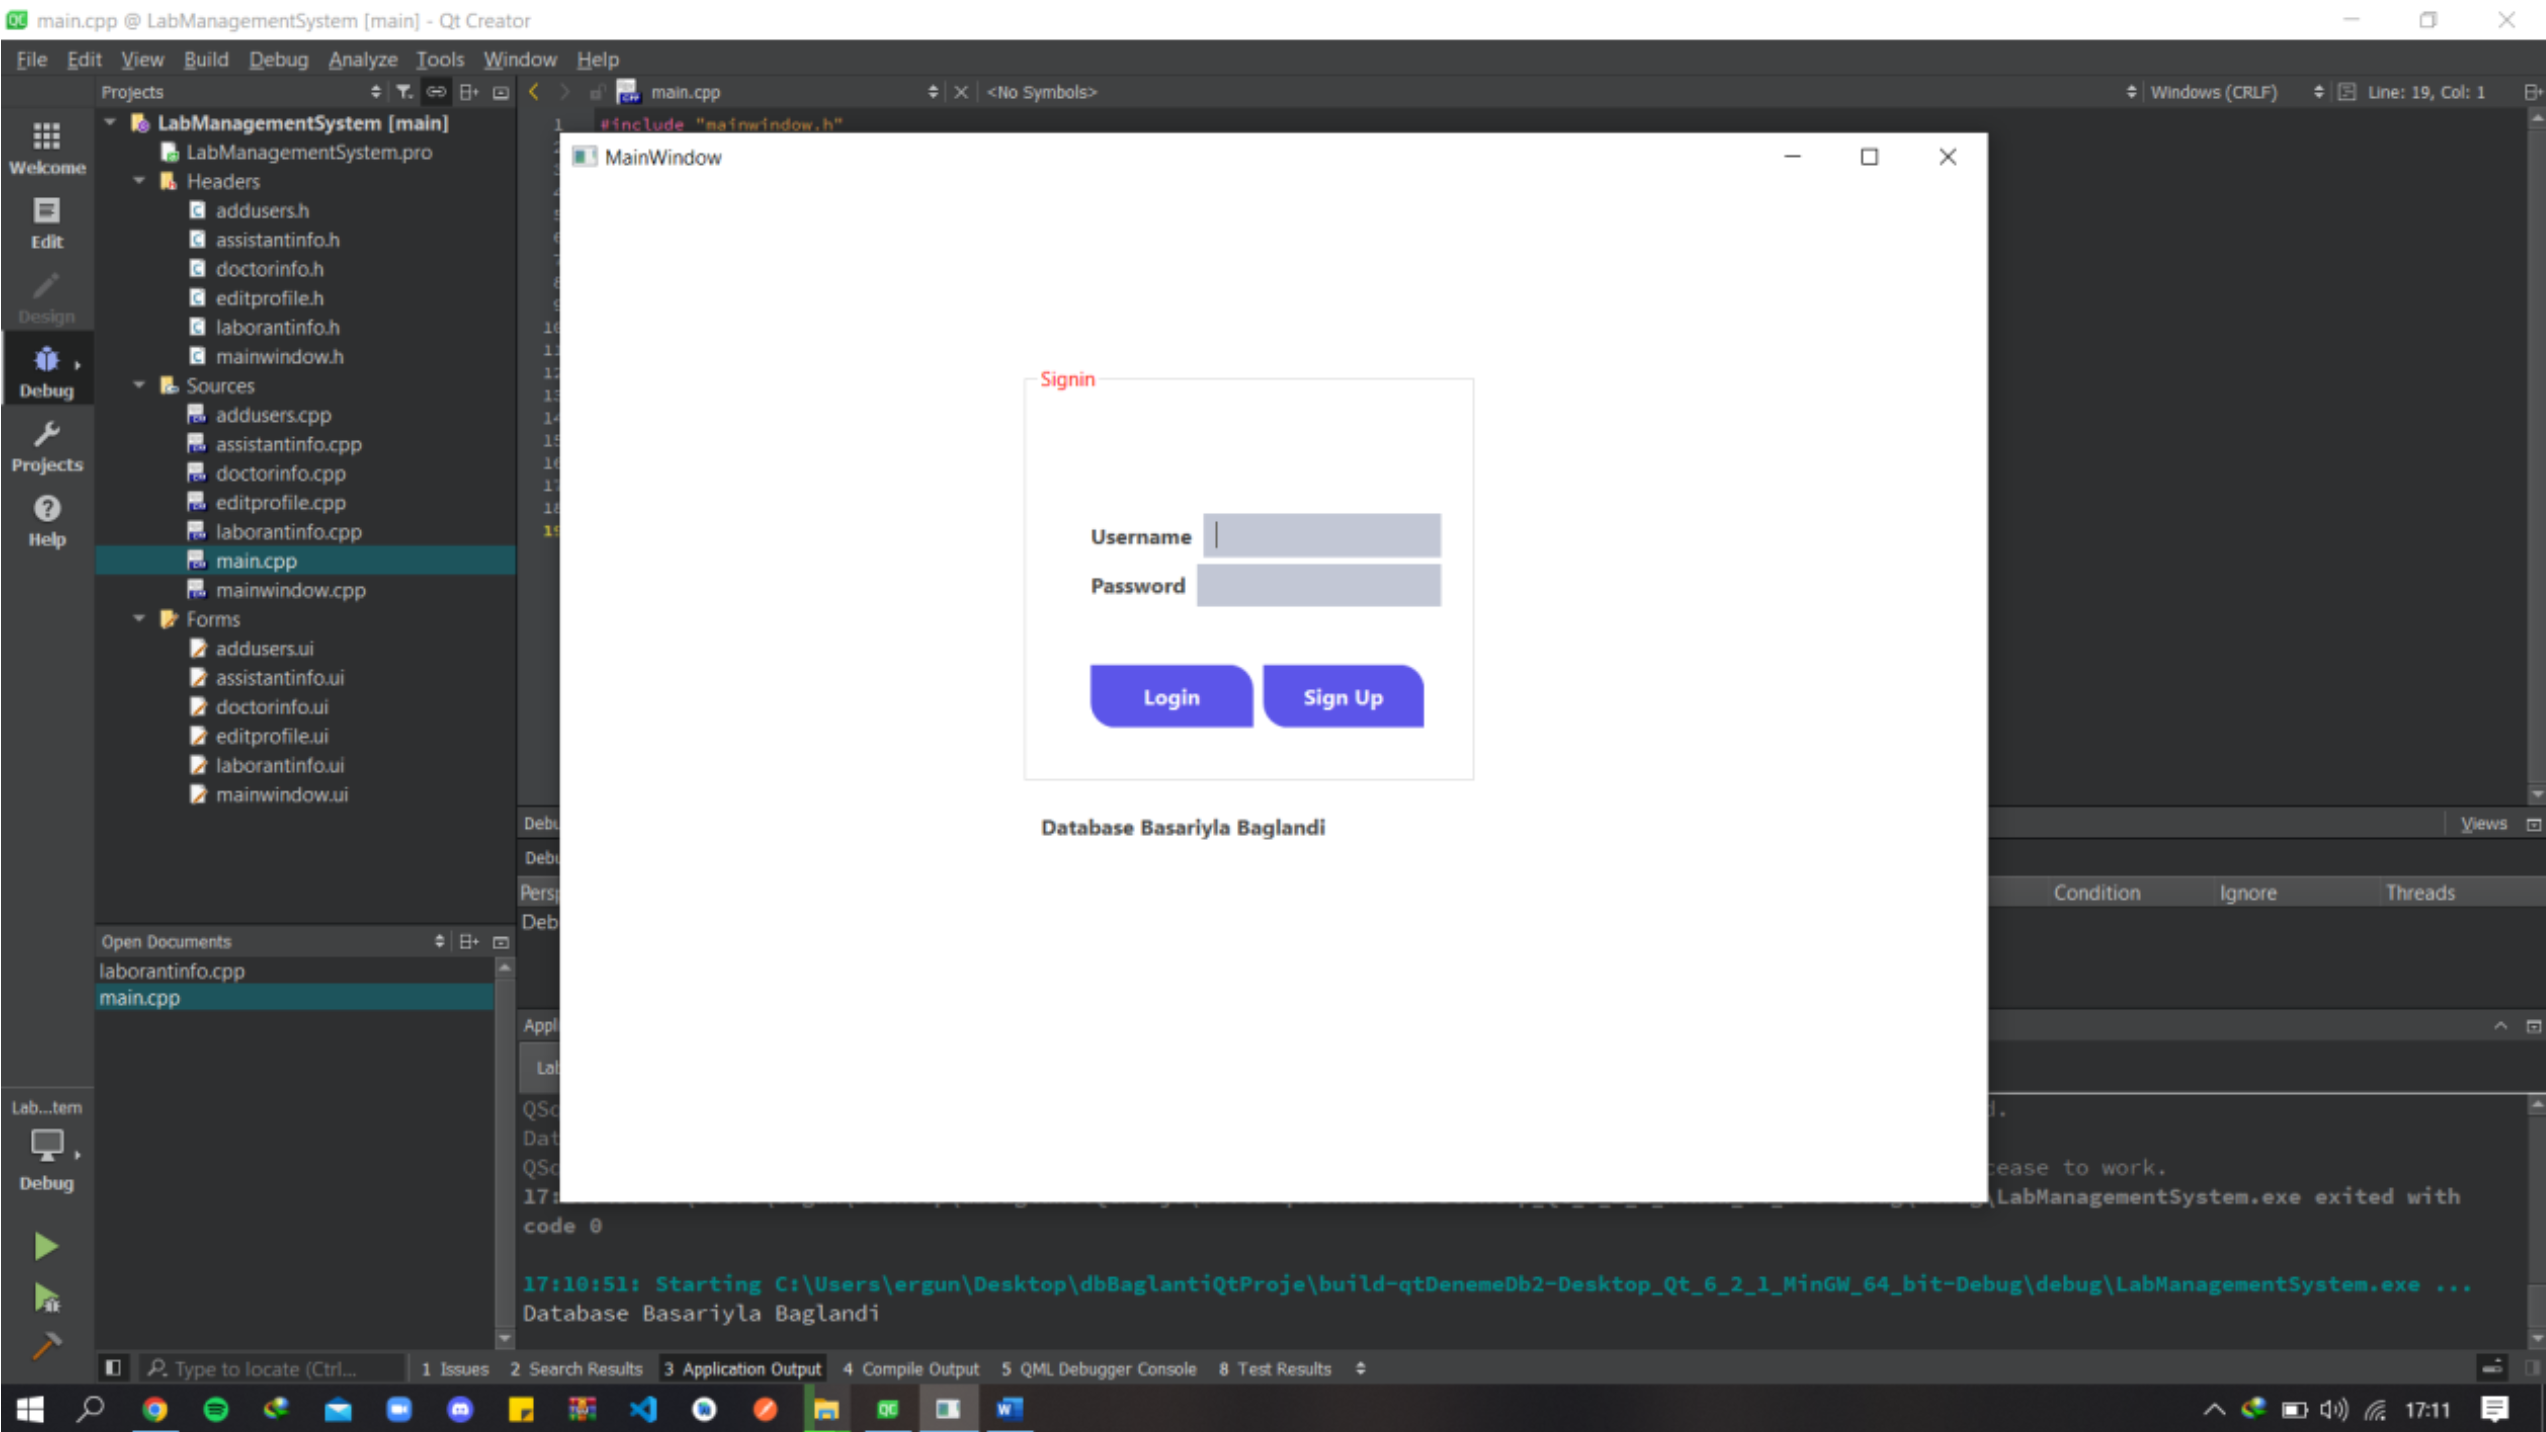 main.cpp @ LabManagementSystem [main] - Qt Creator
File Edit View Build Debug Analyze Tools Window Help
Projects
main.cpp
<No Symbols>
Windows (CRLF)
Line: 19, Col: 1
Welcome
Edit
Design
Debug
Projects
Help
LabManagementSystem [main]
LabManagementSystem.pro
Headers
addusers.h
assistantinfo.h
doctorinfo.h
editprofile.h
laborantinfo.h
mainwindow.h
Sources
addusers.cpp
assistantinfo.cpp
doctorinfo.cpp
editprofile.cpp
laborantinfo.cpp
main.cpp
mainwindow.cpp
Forms
addusers.ui
assistantinfo.ui
doctorinfo.ui
editprofile.ui
laborantinfo.ui
mainwindow.ui
1 #include "mainwindow.h"
MainWindow
Signin
Username
Password
Login Sign Up
Database Basariyla Baglandi
Views
Condition Ignore Threads
Open Documents
laborantinfo.cpp
main.cpp
Lab...tem
Debug
cease to work.
\LabManagementSystem.exe exited with
code 0
17:10:51: Starting C:\Users\ergun\Desktop\dbBaglantiQtProje\build-qtDenemeDb2-Desktop_Qt_6_2_1_MinGW_64_bit-Debug\debug\LabManagementSystem.exe ...
Database Basariyla Baglandi
Type to locate (Ctrl...
1 Issues 2 Search Results 3 Application Output 4 Compile Output 5 QML Debugger Console 8 Test Results
17:11